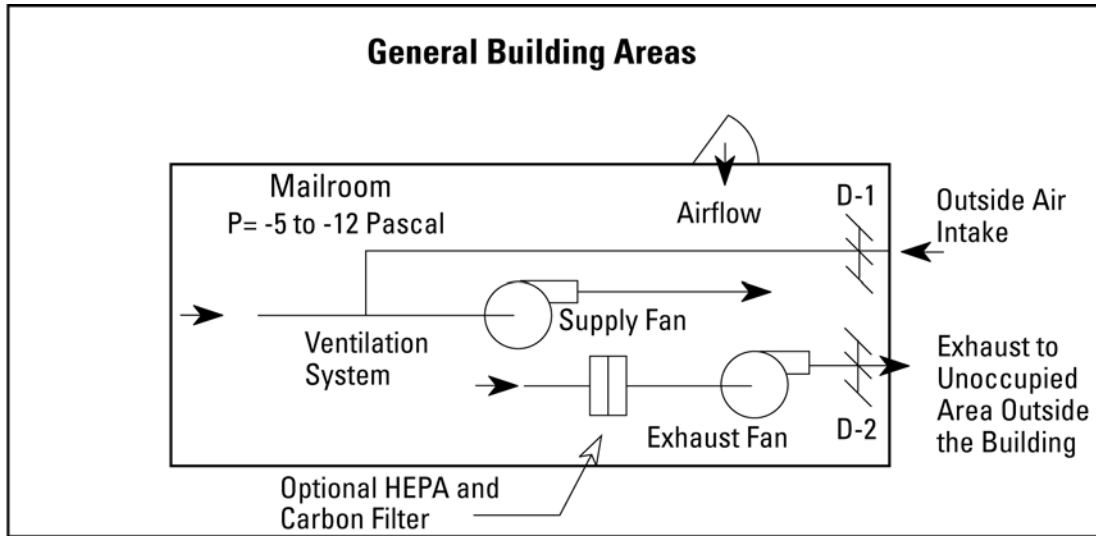 General Building Areas
Mailroom
P= -5 to -12 Pascal
Airflow
D-1
Outside Air
Intake
Supply Fan
Ventilation
System
Exhaust Fan
D-2
Exhaust to
Unoccupied
Area Outside
the Building
Optional HEPA and
Carbon Filter